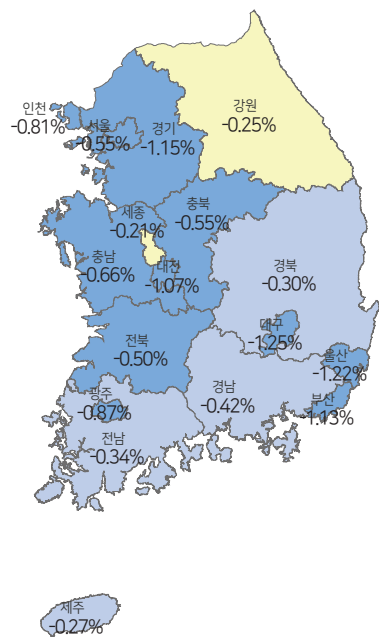 강원
-0.25%
인천
-0.81%
서울
-0.55%
경기
-1.15%
충북
-0.55%
세종
-0.21%
충남
-0.66%
대전
-1.07%
경북
-0.30%
대구
-1.25%
전북
-0.50%
울산
-1.22%
경남
-0.42%
부산
-1.13%
광주
-0.87%
전남
-0.34%
제주
-0.27%